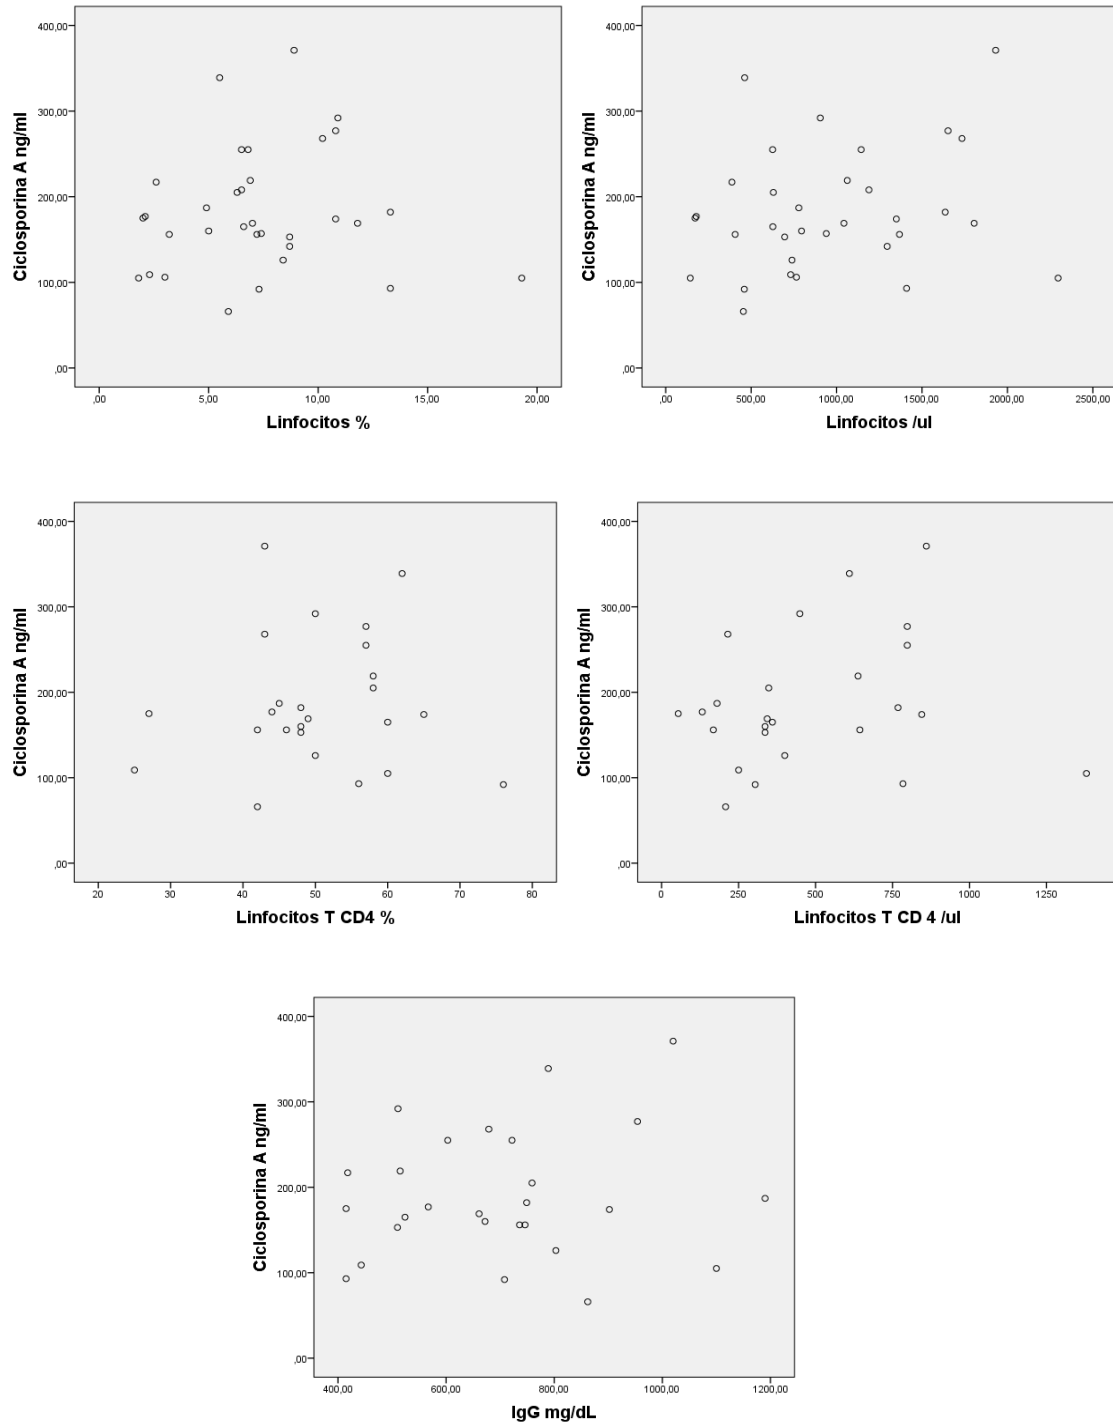 400,00
300,00
200,00
100,00
,00
Ciclosporina A ng/ml
,00 5,00 10,00 15,00 20,00
Linfocitos %
400,00
300,00
200,00
100,00
,00
Ciclosporina A ng/ml
,00 500,00 1000,00 1500,00 2000,00 2500,00
Linfocitos /ul
400,00
300,00
200,00
100,00
,00
Ciclosporina A ng/ml
20 30 40 50 60 70 80
Linfocitos T CD4 %
400,00
300,00
200,00
100,00
,00
Ciclosporina A ng/ml
0 250 500 750 1000 1250
Linfocitos T CD 4 /ul
400,00
300,00
200,00
100,00
,00
Ciclosporina A ng/ml
400,00 600,00 800,00 1000,00 1200,00
IgG mg/dL